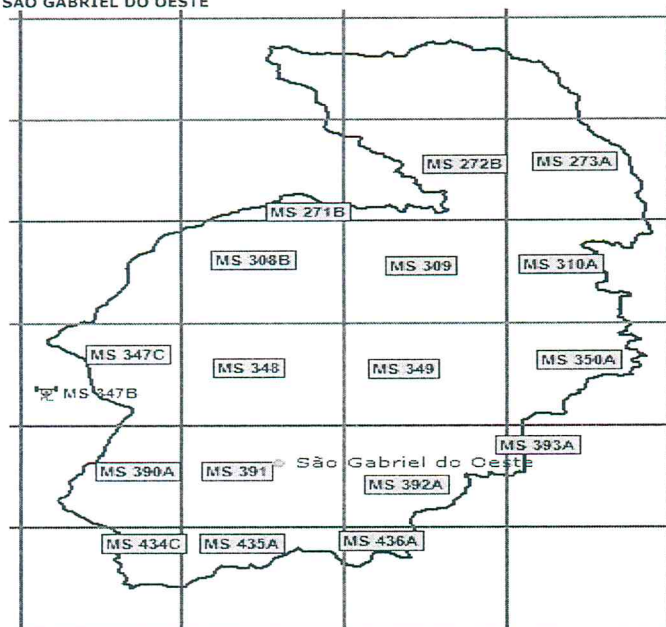 SÃO GABRIEL DO OESTE
MS 272B
MS 273A
MS 271B
MS 308B
MS 309
MS 310A
MS 347C
MS 348
MS 349
MS 350A
MS 347B
MS 393A
MS 390A
MS 391
São Gabriel do Oeste
MS 392A
MS 434C
MS 435A
MS 436A